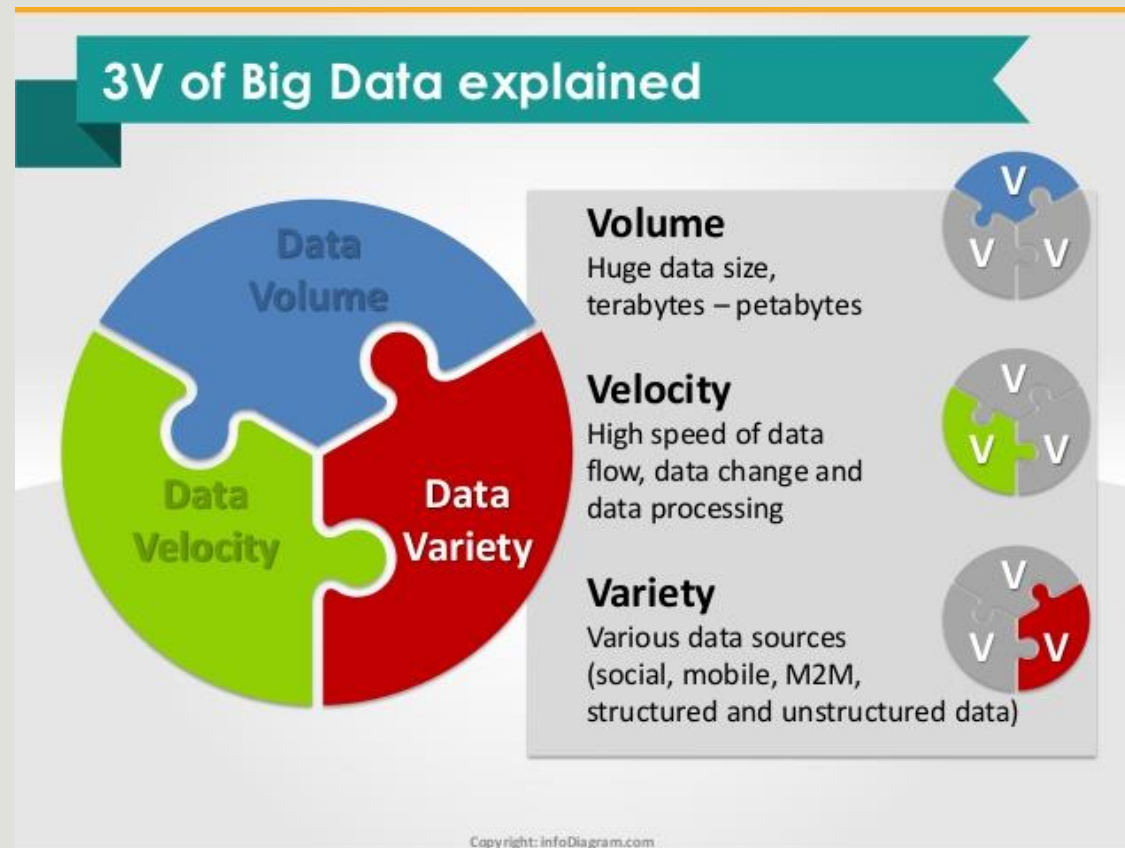 3V of Big Data explained
Data
Volume
Data
Velocity
Data
Variety
Volume
Huge data size,
terabytes – petabytes
V
V V
Velocity
High speed of data
flow, data change and
data processing
V
V V
Variety
Various data sources
(social, mobile, M2M,
structured and unstructured data)
V
V V
Copyright: infoDiagram.com